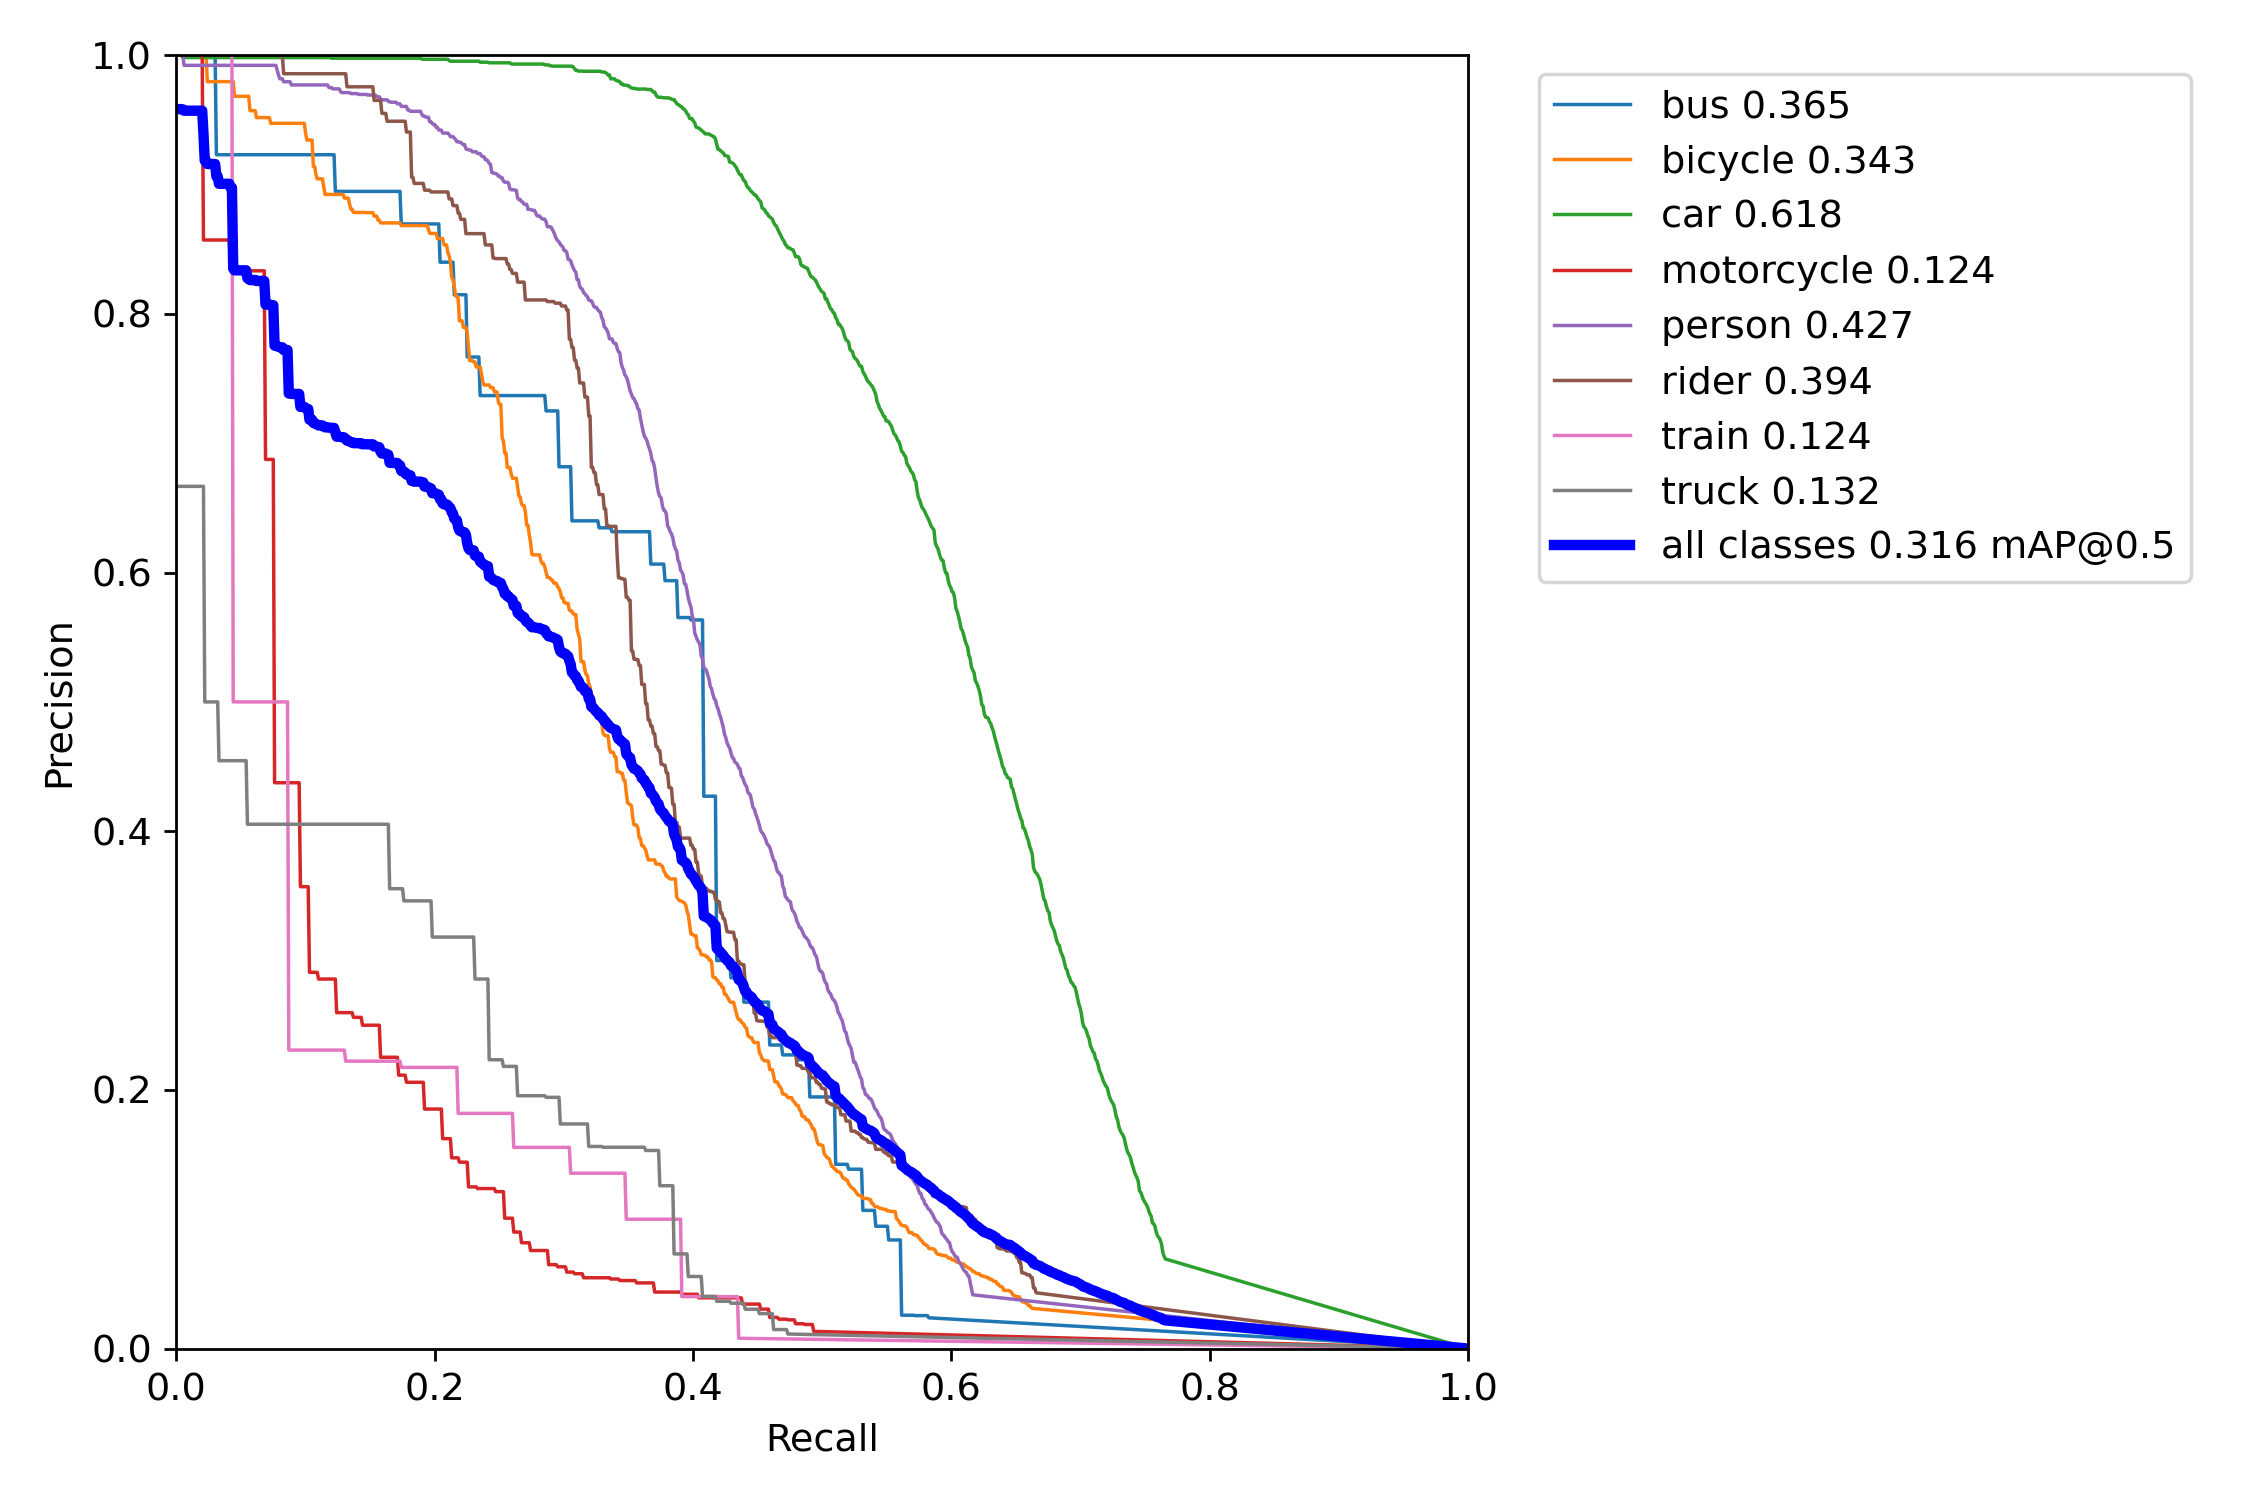 1.0
0.8
0.6
0.4
0.2
0.0
Precision
0.0 0.2 0.4 0.6 0.8 1.0
Recall
bus 0.365
bicycle 0.343
car 0.618
motorcycle 0.124
person 0.427
rider 0.394
train 0.124
truck 0.132
all classes 0.316 mAP@0.5